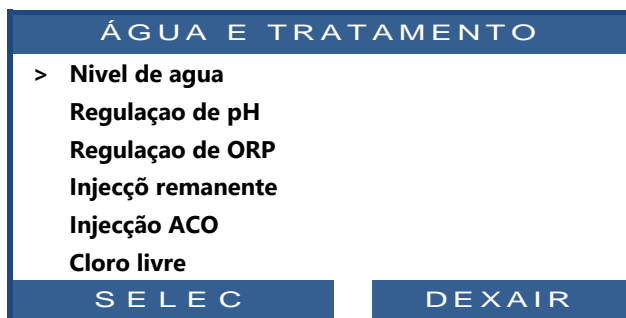 ÁGUA E TRATAMENTO
> Nivel de agua
Regulaçao de pH
Regulaçao de ORP
Injecçõ remanente
Injecção ACO
Cloro livre
SELEC DEXAIR